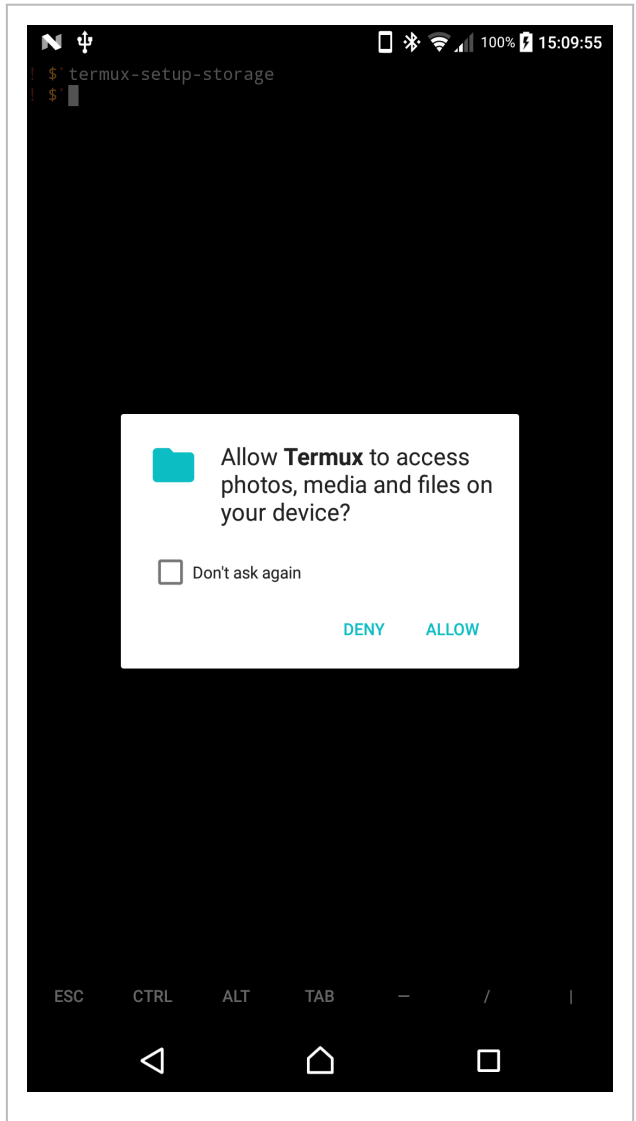 100% 15:09:55
! $ termux-setup-storage
! $
Allow Termux to access
photos, media and files on
your device?
Don't ask again
DENY ALLOW
ESC CTRL ALT TAB — / |